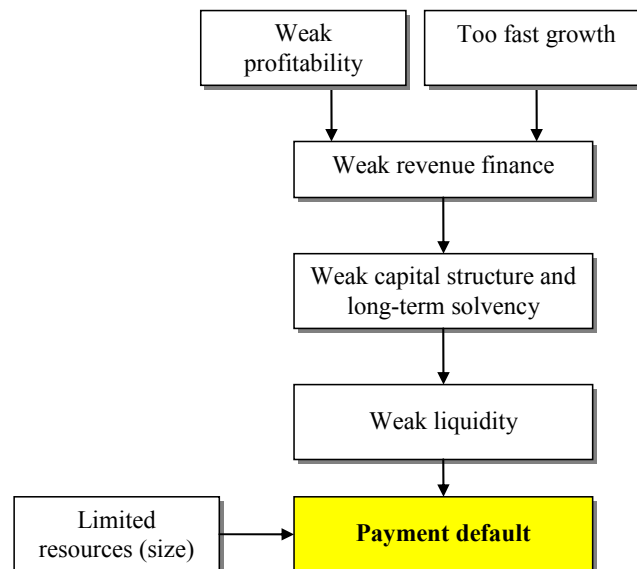 Weak
profitability
Too fast growth
Weak revenue finance
Weak capital structure and
long-term solvency
Weak liquidity
Limited
resources (size)
Payment default